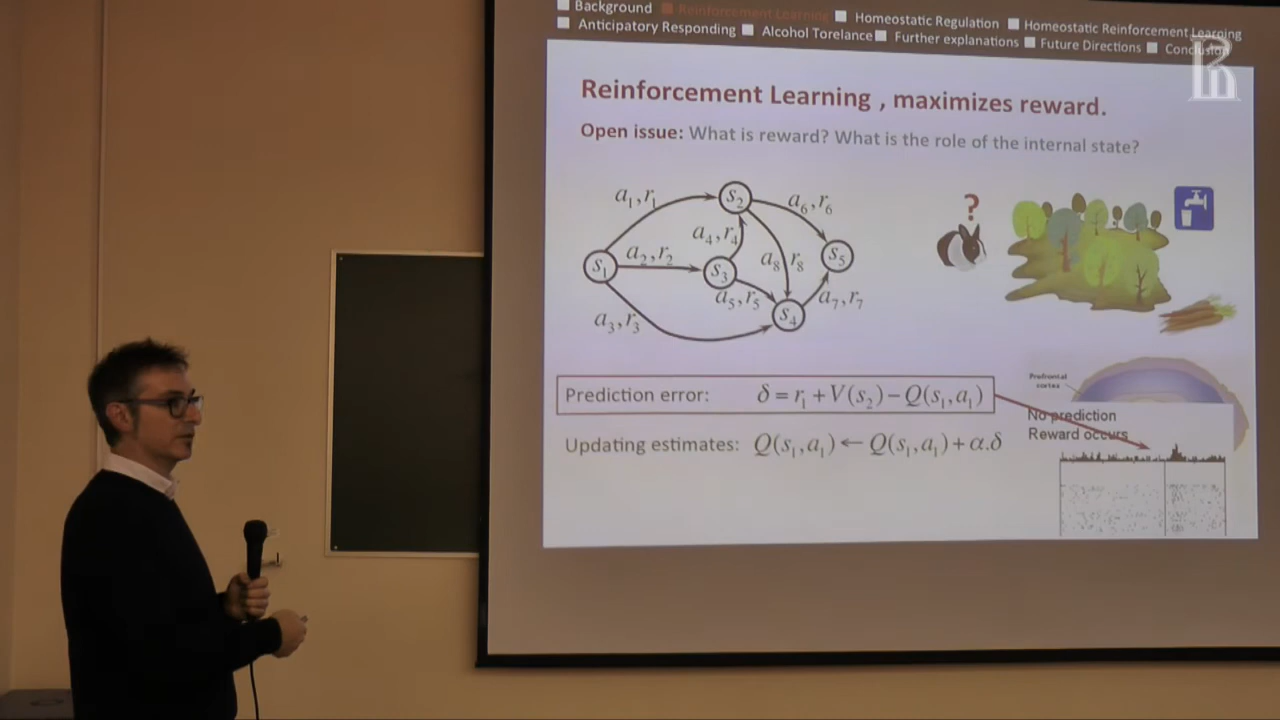 Background Reinforcement Learning Homeostatic Regulation Homeostatic Reinforcement Learning
Anticipatory Responding Alcohol Torelance Further explanations Future Directions Conclusion
Reinforcement Learning , maximizes reward.
Open issue: What is reward? What is the role of the internal state?
a₁,r₁
s₂
a₆,r₆
?
a₄,r₄
s₁
a₂,r₂
s₃
a₈ r₈
s₅
a₅,r₅
a₇,r₇
a₃,r₃
s₄
Prefrontal
cortex
Prediction error: δ = r₁ + V(s₂) − Q(s₁,a₁)
No prediction
Reward occurs
Updating estimates: Q(s₁,a₁) ← Q(s₁,a₁) + α.δ